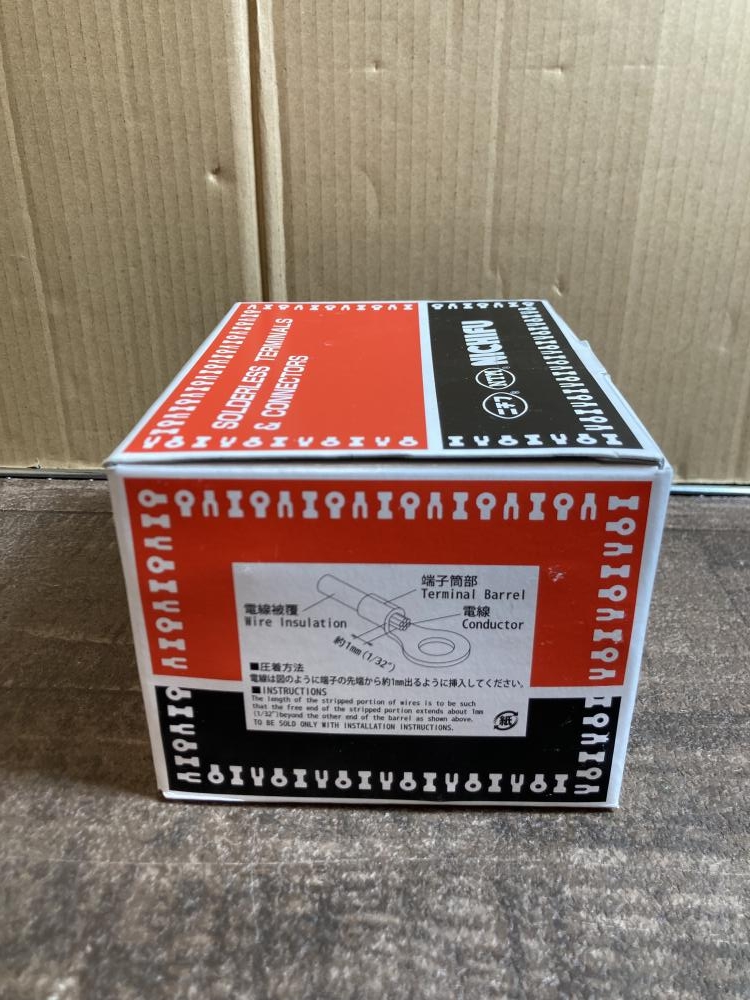 SOLDERLESS TERMINALS
& CONNECTORS
ニチフ NTM NICHIFU
端子筒部
Terminal Barrel
電線被覆
Wire Insulation
電線
Conductor
約1mm(1/32")
■圧着方法
電線は図のように端子の先端から約1mm出るように挿入してください。
■INSTRUCTIONS
The length of the stripped portion of wires is to be such
that the free end of the stripped portion extends about 1mm
(1/32")beyond the other end of the barrel as shown above.
TO BE SOLD ONLY WITH INSTALLATION INSTRUCTIONS.
紙